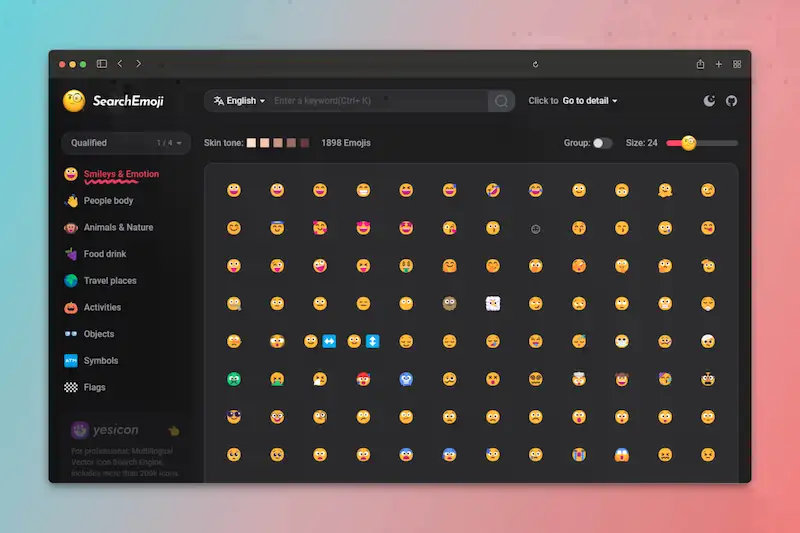 SearchEmoji
English
Enter a keyword(Ctrl+ K)
Click to Go to detail
Qualified
1 / 4
Skin tone:
1898 Emojis
Group:
Size: 24
Smileys & Emotion
People body
Animals & Nature
Food drink
Travel places
Activities
Objects
ATM
Symbols
Flags
yesicon
For professionals: Multilingual
Vector Icon Search Engine,
includes more than 200k icons.